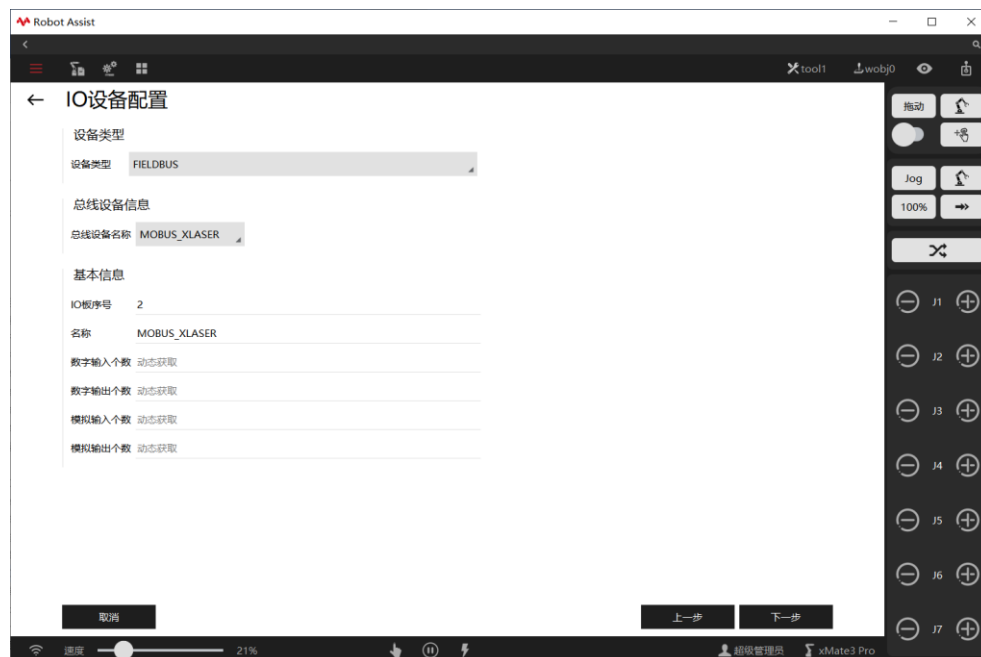 Robot Assist
tool1
wobj0
IO设备配置
设备类型
设备类型 FIELDBUS
总线设备信息
总线设备名称 MOBUS_XLASER
基本信息
IO板序号 2
名称 MOBUS_XLASER
数字输入个数 动态获取
数字输出个数 动态获取
模拟输入个数 动态获取
模拟输出个数 动态获取
取消
上一步
下一步
拖动
Jog
100%
J1
J2
J3
J4
J5
J6
J7
速度
21%
超级管理员
xMate3 Pro